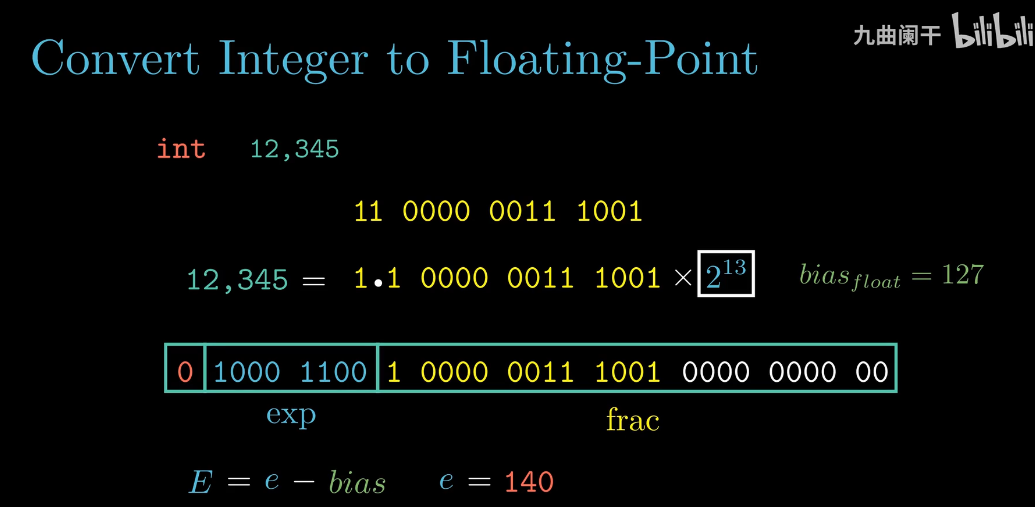 九曲阑干 bilibili
Convert Integer to Floating-Point
int 12,345
11 0000 0011 1001
12,345 = 1.1 0000 0011 1001 × 2^13 bias_float = 127
0 1000 1100 1 0000 0011 1001 0000 0000 00
exp frac
E = e − bias e = 140